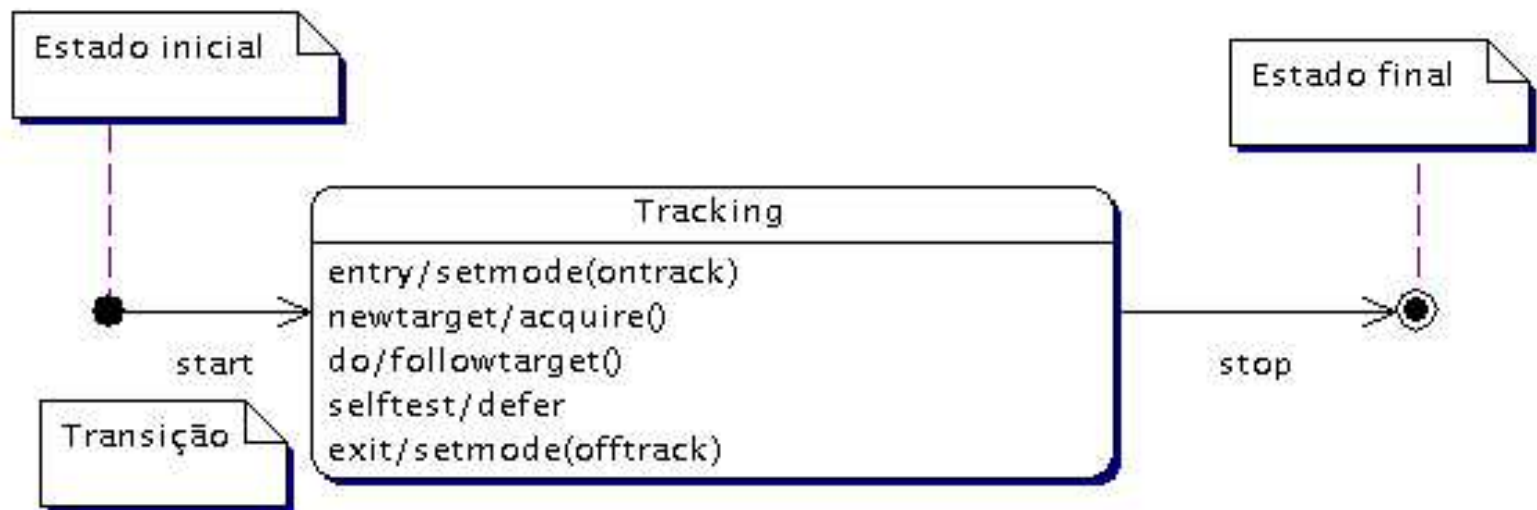 Estado inicial
Estado final
Tracking
entry/setmode(ontrack)
newtarget/acquire()
do/followtarget()
selftest/defer
exit/setmode(offtrack)
start
stop
Transição